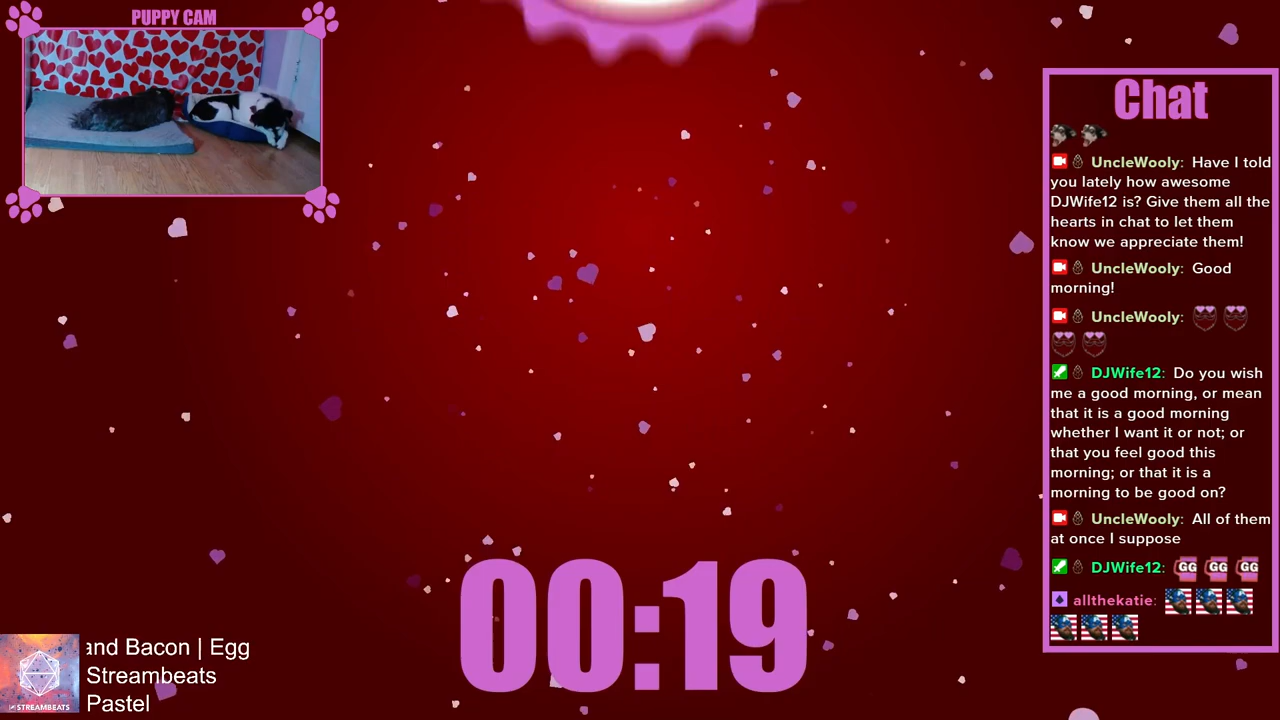 PUPPY CAM
Chat
UncleWooly: Have I told
you lately how awesome
DJWife12 is? Give them all the
hearts in chat to let them
know we appreciate them!
UncleWooly: Good
morning!
UncleWooly:
DJWife12: Do you wish
me a good morning, or mean
that it is a good morning
whether I want it or not; or
that you feel good this
morning; or that it is a
morning to be good on?
UncleWooly: All of them
at once I suppose
DJWife12: GG GG GG
allthekatie:
00:19
and Bacon | Egg
Streambeats
Pastel
STREAMBEATS